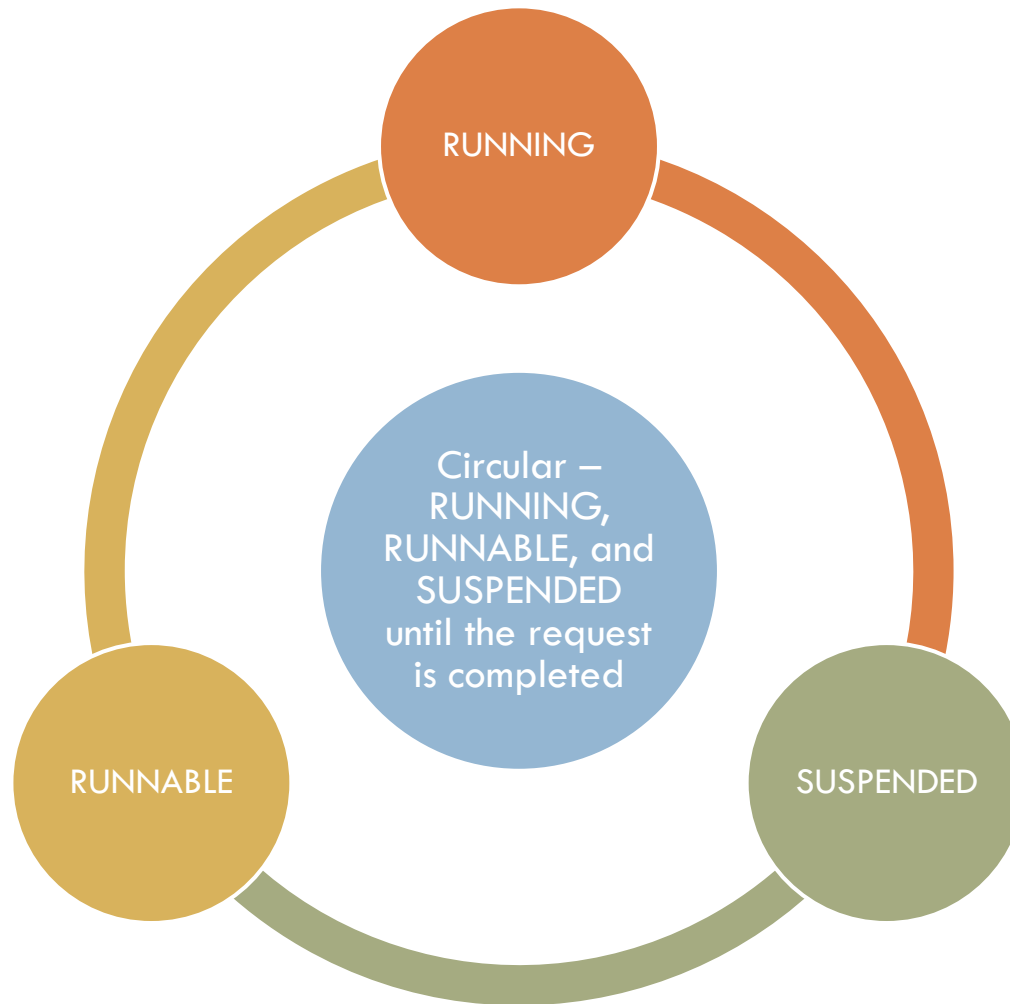 RUNNING
Circular –
RUNNING,
RUNNABLE, and
SUSPENDED
until the request
is completed
RUNNABLE
SUSPENDED